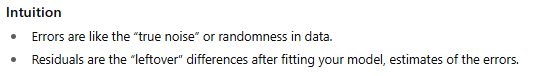 Intuition
• Errors are like the “true noise” or randomness in data.
• Residuals are the “leftover” differences after fitting your model, estimates of the errors.